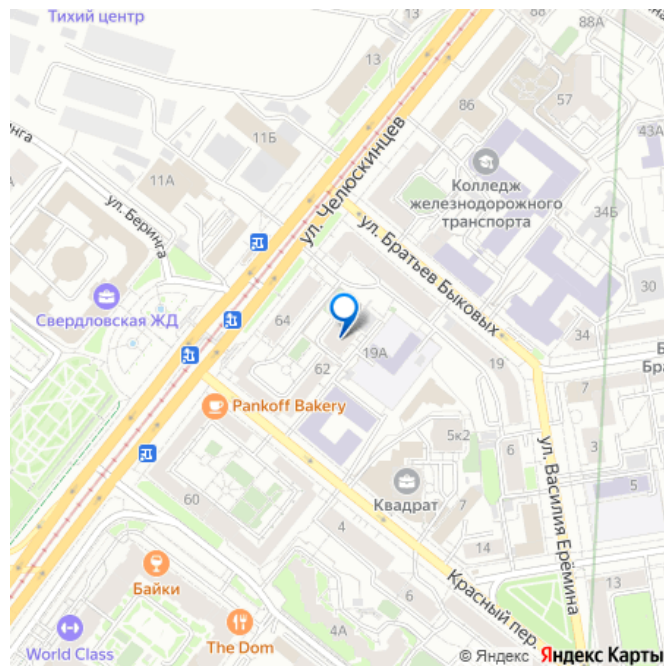 Тихий центр
88
88А
13
13
86
57
43А
11Б
ул. Челюскинцев
Колледж
железнодорожного
транспорта
11А
ул. Беринга
34Б
ул. Братьев Быковых
30
Свердловская ЖД
64
34
19А
19
62
7
Pankoff Bakery
5к2
6
3
ул. Василия Ерёмина
5
Квадрат
60
7
4
14
13
Байки
Красный пер.
6
4А
World Class
The Dom
© Яндекс Яндекс Карты